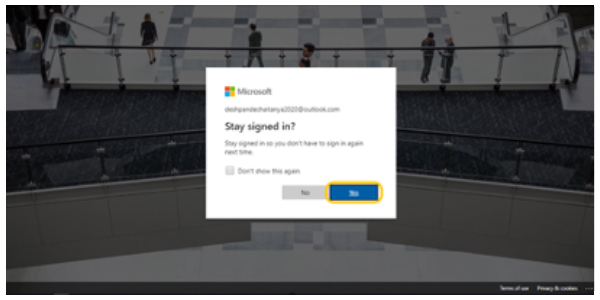 Microsoft
deshpandechaitanya2020@outlook.com
Stay signed in?
Stay signed in so you don't have to sign in again
next time.
Don't show this again
No Yes
Terms of use Privacy & cookies ...